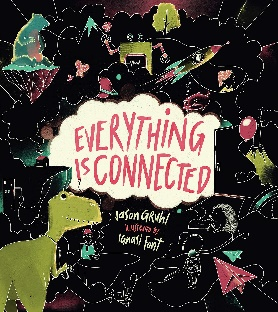 EVERYTHING
IS CONNECTED
Jason Gruhl
ILLUSTRATED BY
Ignasi Font